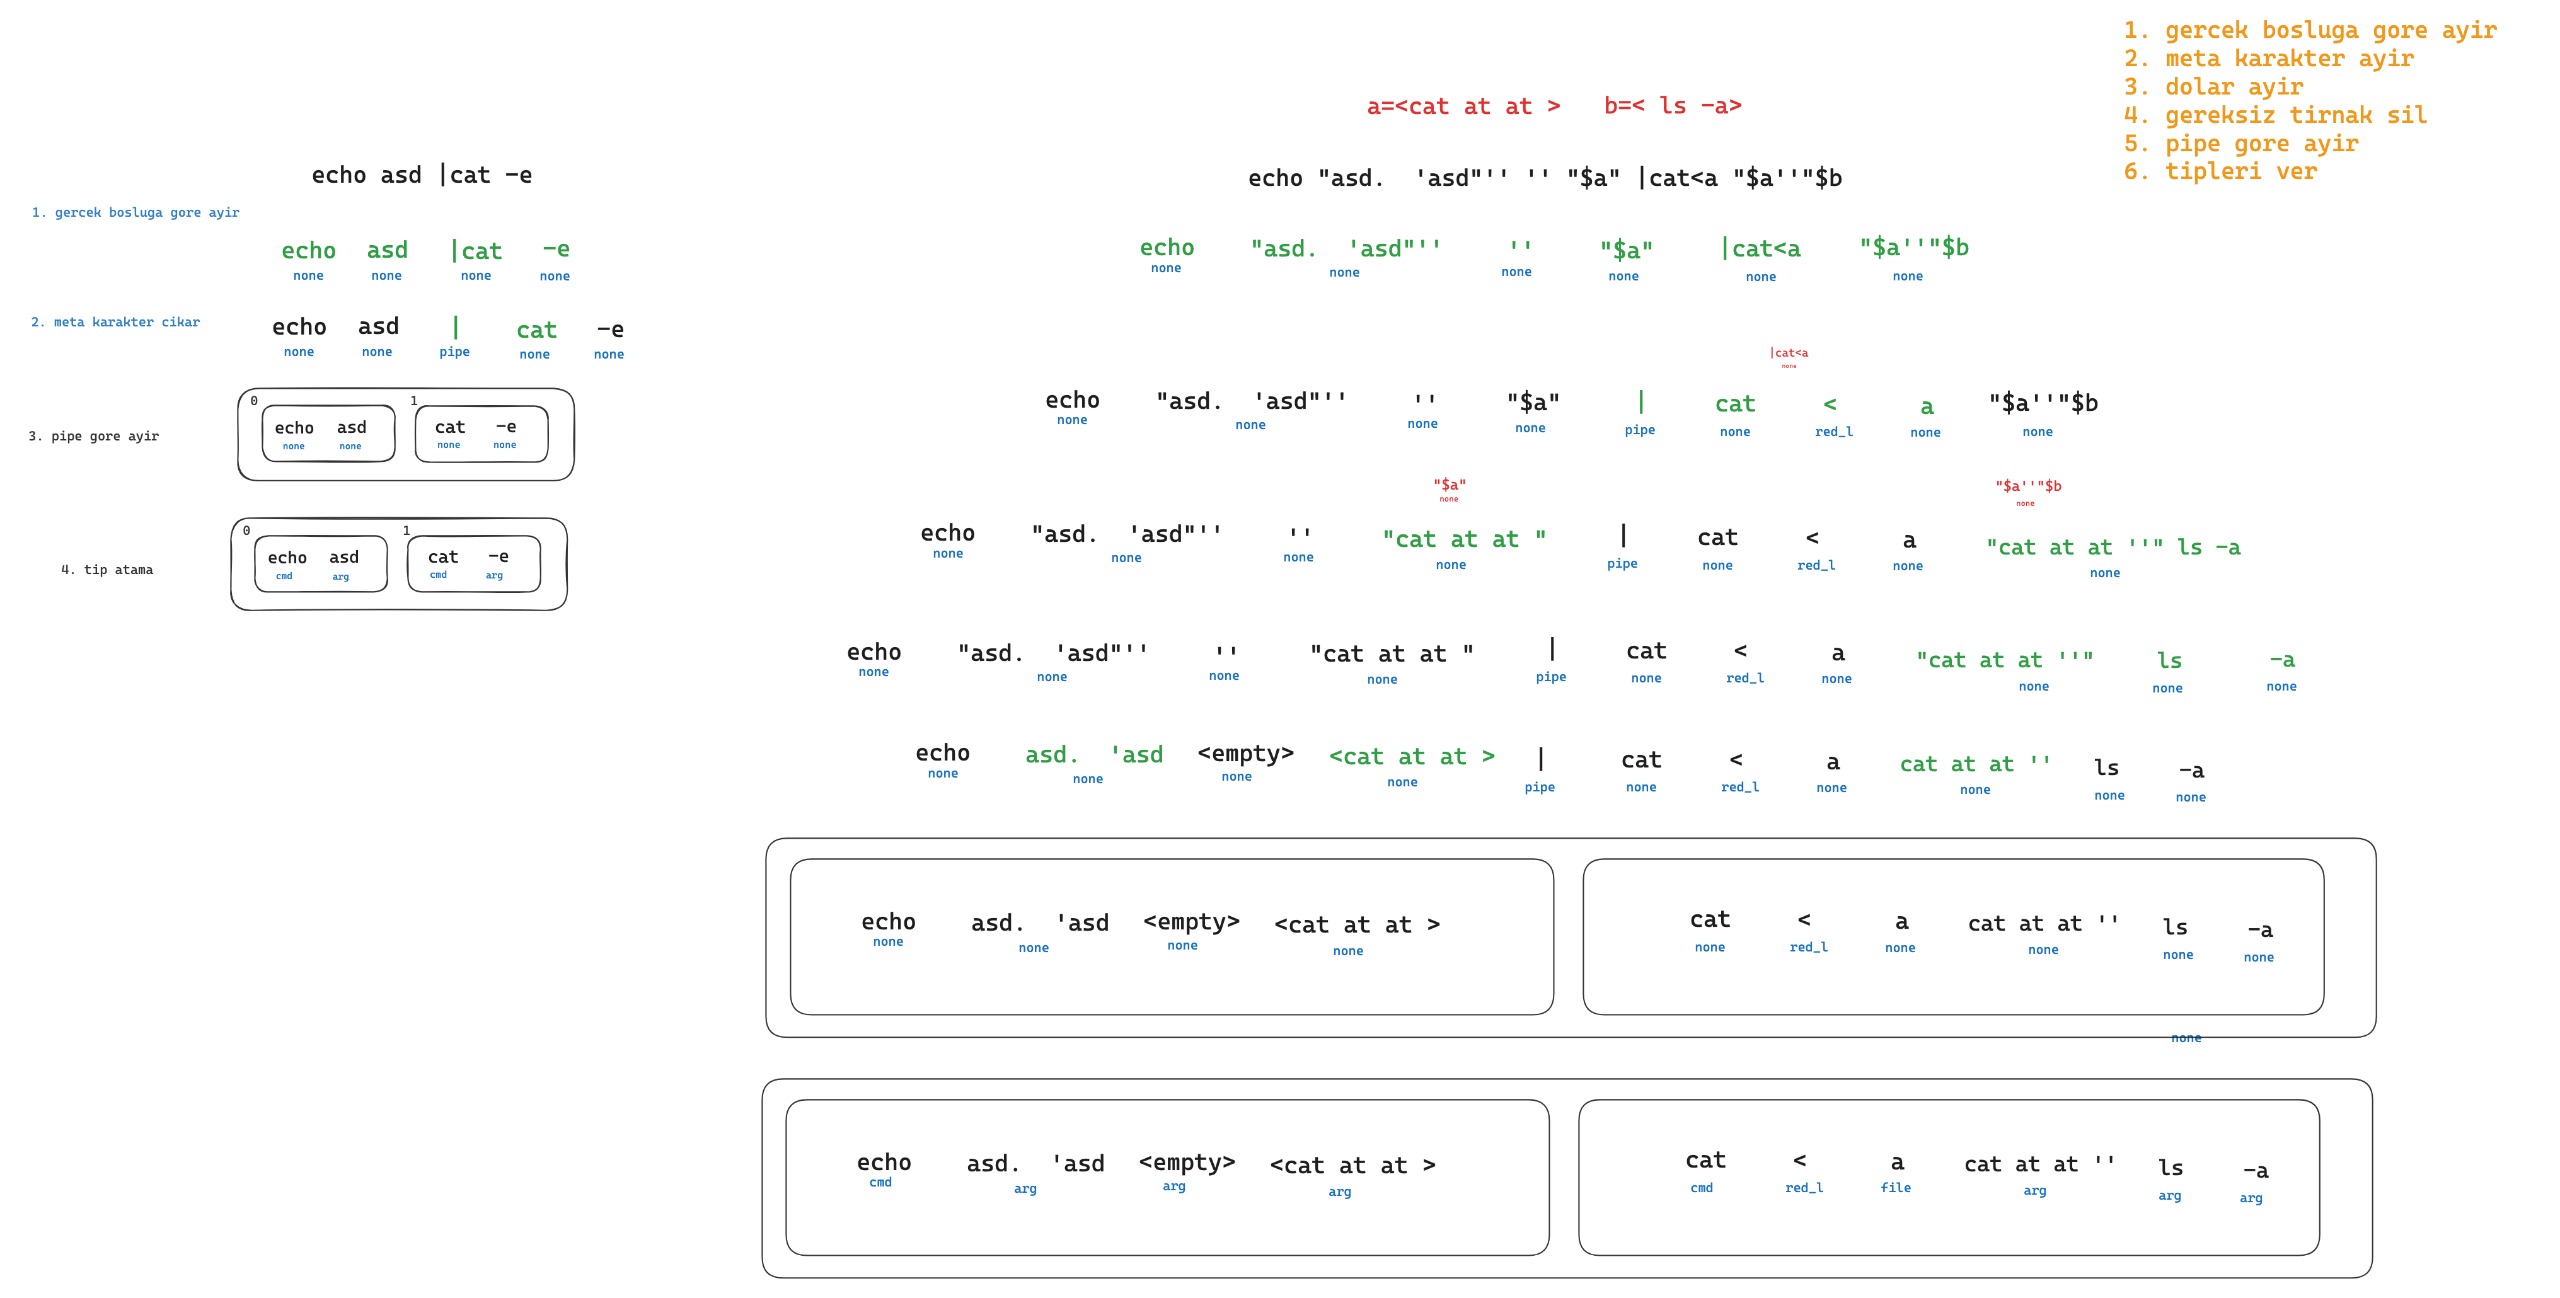 1. gercek bosluga gore ayir
2. meta karakter ayir
3. dolar ayir
4. gereksiz tirnak sil
5. pipe gore ayir
6. tipleri ver
echo asd |cat -e
1. gercek bosluga gore ayir
echo asd |cat -e
none none none none
2. meta karakter cikar
echo asd | cat -e
none none pipe none none
3. pipe gore ayir
0 1
echo asd cat -e
none none none none
4. tip atama
0 1
echo asd cat -e
cmd arg cmd arg
a=<cat at at > b=< ls -a>
echo "asd.  'asd"'' '' "$a" |cat<a "$a''"$b
echo "asd.  'asd"'' '' "$a" |cat<a "$a''"$b
none none none none none none
|cat<a
none
echo "asd.  'asd"'' '' "$a" | cat < a "$a''"$b
none none none none pipe none red_l none none
"$a" "$a''"$b
none none
echo "asd.  'asd"'' '' "cat at at " | cat < a "cat at at ''" ls -a
none none none none pipe none red_l none none
echo "asd.  'asd"'' '' "cat at at " | cat < a "cat at at ''" ls -a
none none none none pipe none red_l none none none none
echo asd.  'asd <empty> <cat at at > | cat < a cat at at '' ls -a
none none none none pipe none red_l none none none none
echo asd.  'asd <empty> <cat at at > cat < a cat at at '' ls -a
none none none none none red_l none none none none
none
echo asd.  'asd <empty> <cat at at > cat < a cat at at '' ls -a
cmd arg arg arg cmd red_l file arg arg arg